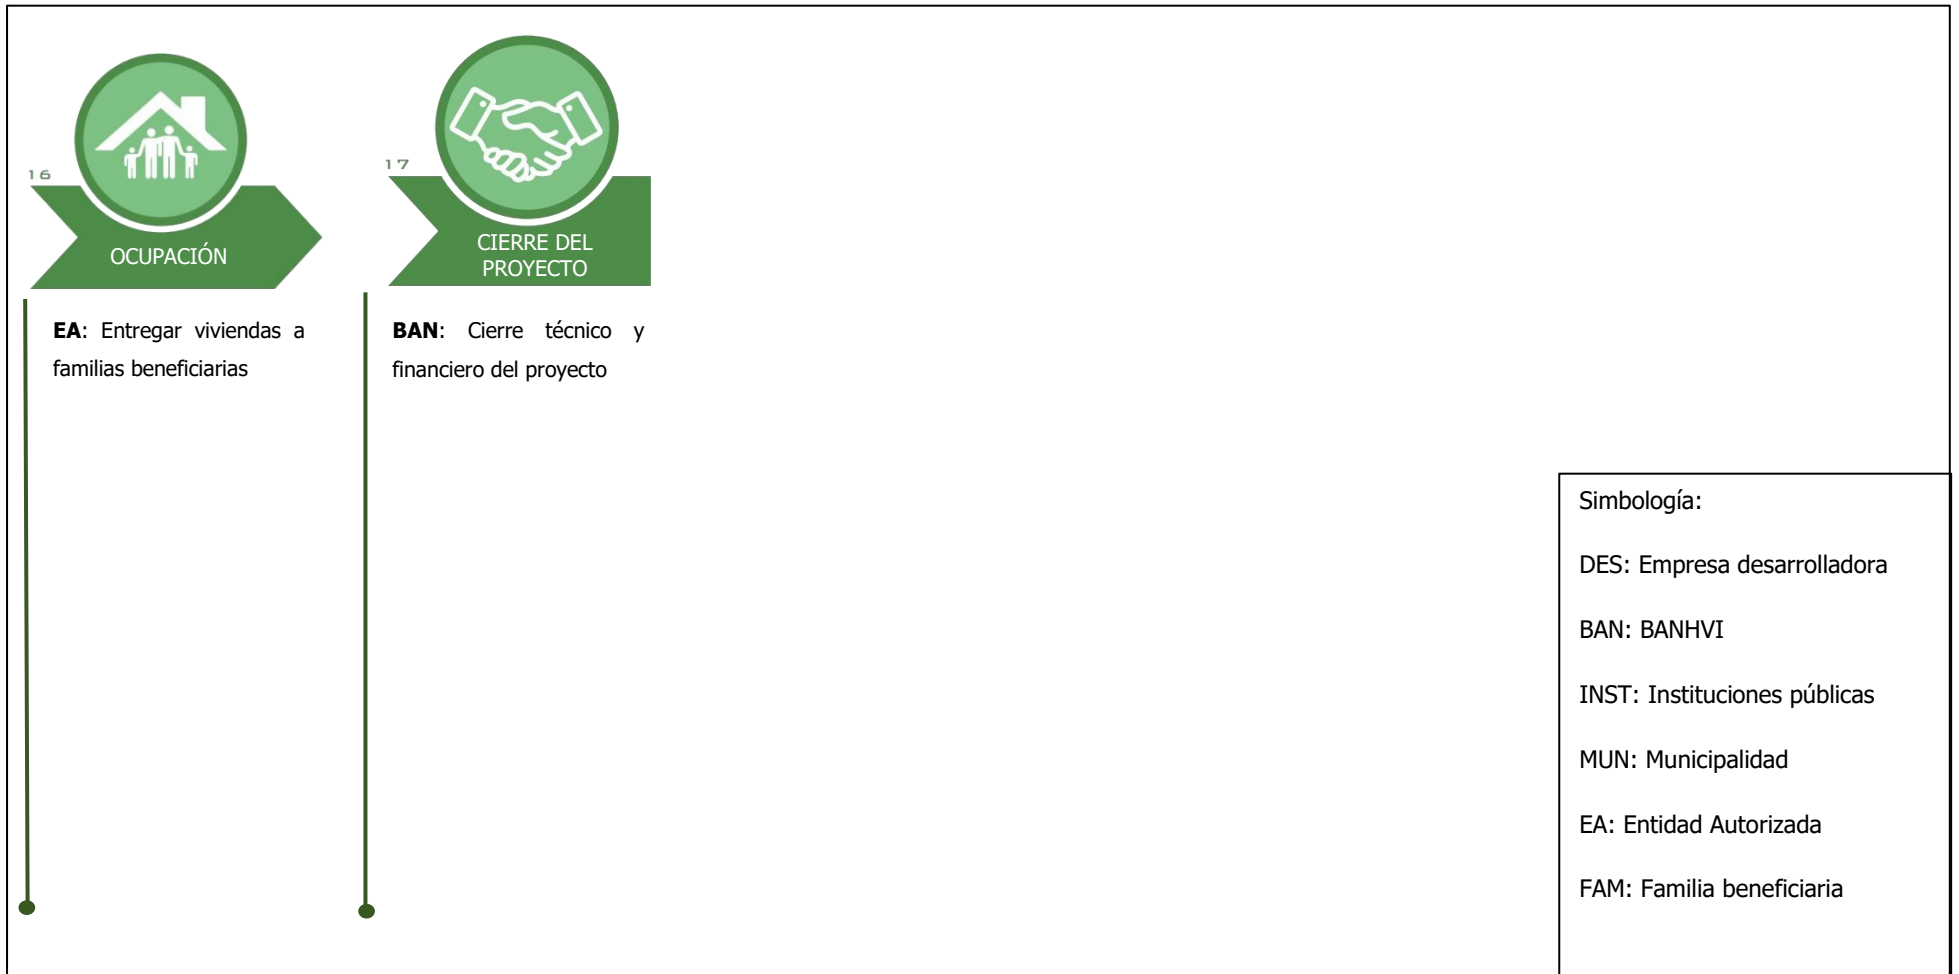 16
OCUPACIÓN
EA: Entregar viviendas a
familias beneficiarias
17
CIERRE DEL
PROYECTO
BAN: Cierre técnico y
financiero del proyecto
Simbología:
DES: Empresa desarrolladora
BAN: BANHVI
INST: Instituciones públicas
MUN: Municipalidad
EA: Entidad Autorizada
FAM: Familia beneficiaria